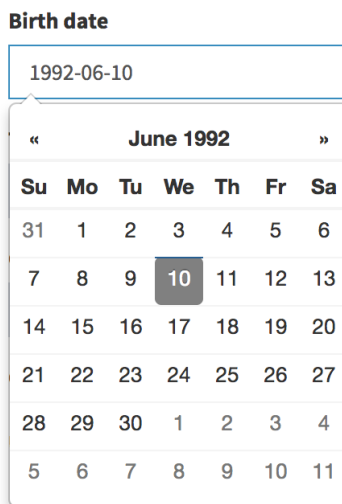 Birth date
1992-06-10
« June 1992 »
Su Mo Tu We Th Fr Sa
31 1 2 3 4 5 6
7 8 9 10 11 12 13
14 15 16 17 18 19 20
21 22 23 24 25 26 27
28 29 30 1 2 3 4
5 6 7 8 9 10 11